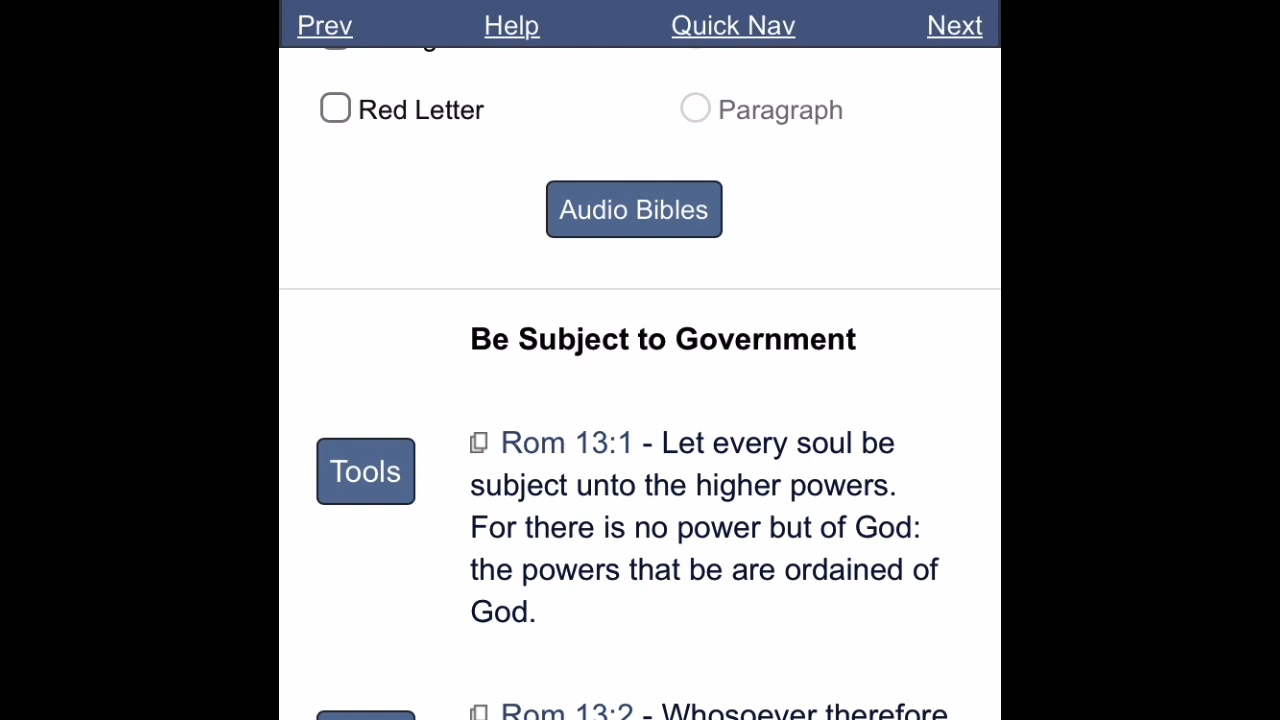 Prev Help Quick Nav Next
Red Letter Paragraph
Audio Bibles
Be Subject to Government
Tools
Rom 13:1 - Let every soul be
subject unto the higher powers.
For there is no power but of God:
the powers that be are ordained of
God.
Rom 13:2 - Whosoever therefore